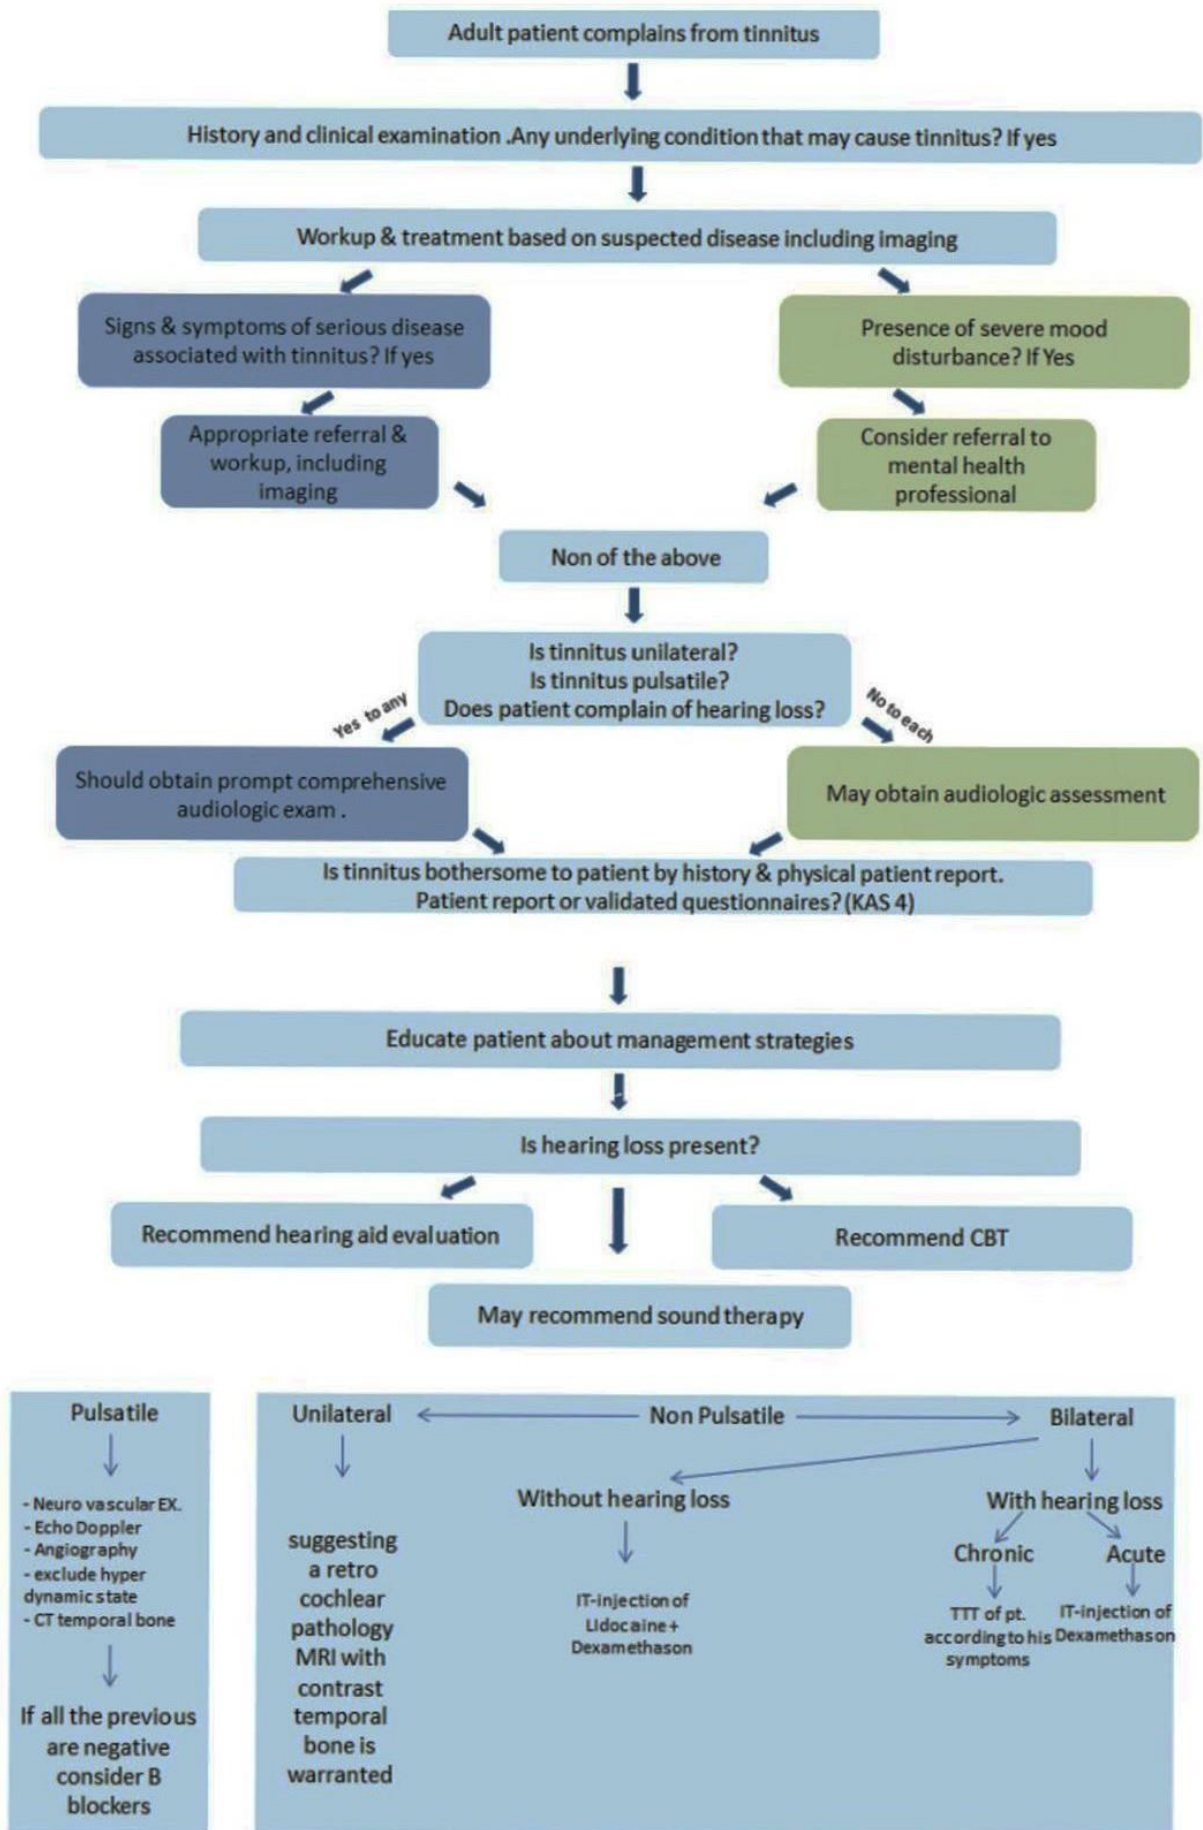 Adult patient complains from tinnitus
History and clinical examination .Any underlying condition that may cause tinnitus? If yes
Workup & treatment based on suspected disease including imaging
Signs & symptoms of serious disease
associated with tinnitus? If yes
Presence of severe mood
disturbance? If Yes
Appropriate referral &
workup, including
imaging
Consider referral to
mental health
professional
Non of the above
Is tinnitus unilateral?
Is tinnitus pulsatile?
Does patient complain of hearing loss?
Yes to any
No to each
Should obtain prompt comprehensive
audiologic exam .
May obtain audiologic assessment
Is tinnitus bothersome to patient by history & physical patient report.
Patient report or validated questionnaires? (KAS 4)
Educate patient about management strategies
Is hearing loss present?
Recommend hearing aid evaluation
Recommend CBT
May recommend sound therapy
Pulsatile
- Neuro vascular EX.
- Echo Doppler
- Angiography
- exclude hyper
dynamic state
- CT temporal bone
If all the previous
are negative
consider B
blockers
Unilateral
Non Pulsatile
Bilateral
suggesting
a retro
cochlear
pathology
MRI with
contrast
temporal
bone is
warranted
Without hearing loss
IT-injection of
Lidocaine +
Dexamethason
With hearing loss
Chronic
Acute
TTT of pt.
according to his
symptoms
IT-injection of
Dexamethason